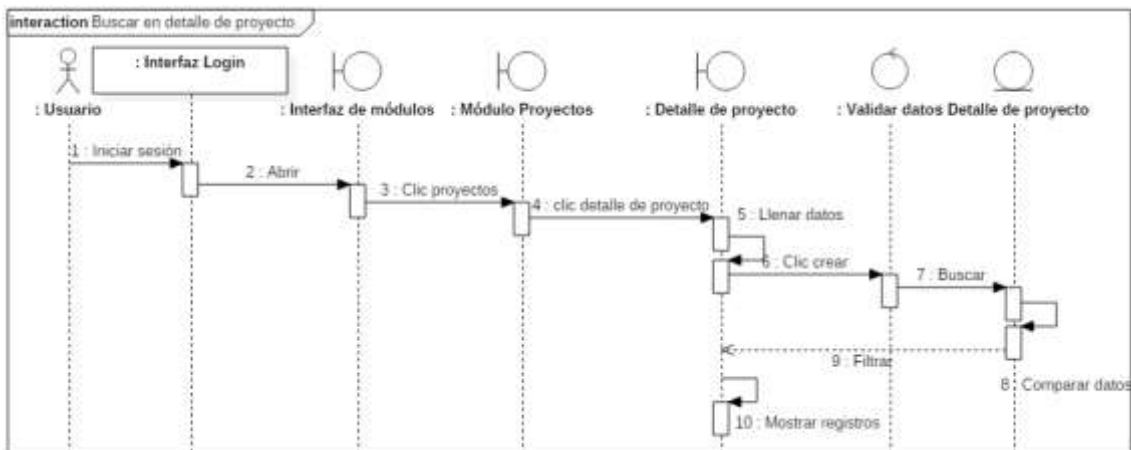 interaction Buscar en detalle de proyecto
: Interfaz Login
: Usuario
: Interfaz de módulos
: Módulo Proyectos
: Detalle de proyecto
: Validar datos
Detalle de proyecto
1 : Iniciar sesión
2 : Abrir
3 : Clic proyectos
4 : clic detalle de proyecto
5 : Llenar datos
6 : Clic crear
7 : Buscar
9 : Filtrar
8 : Comparar datos
10 : Mostrar registros